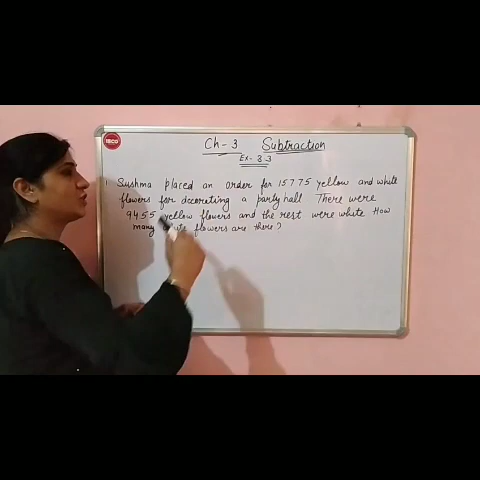 Ch-3 Subtraction
Ex-3.3
1 Sushma placed an order for 15775 yellow and white
flowers for decorating a party hall There were
9455 yellow flowers and the rest were white How
many flowers are there?